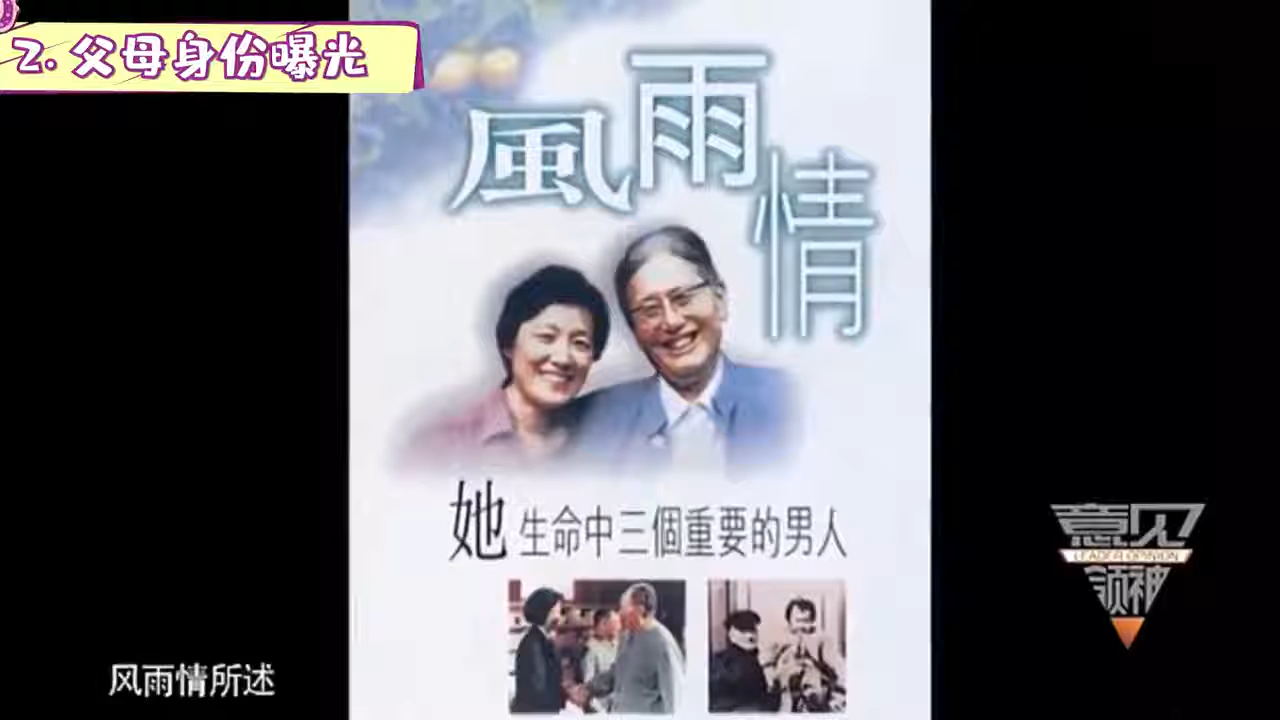 2. 父母身份曝光
風雨情
她生命中三個重要的男人
意见
LEADER OPINION
领袖
风雨情所述